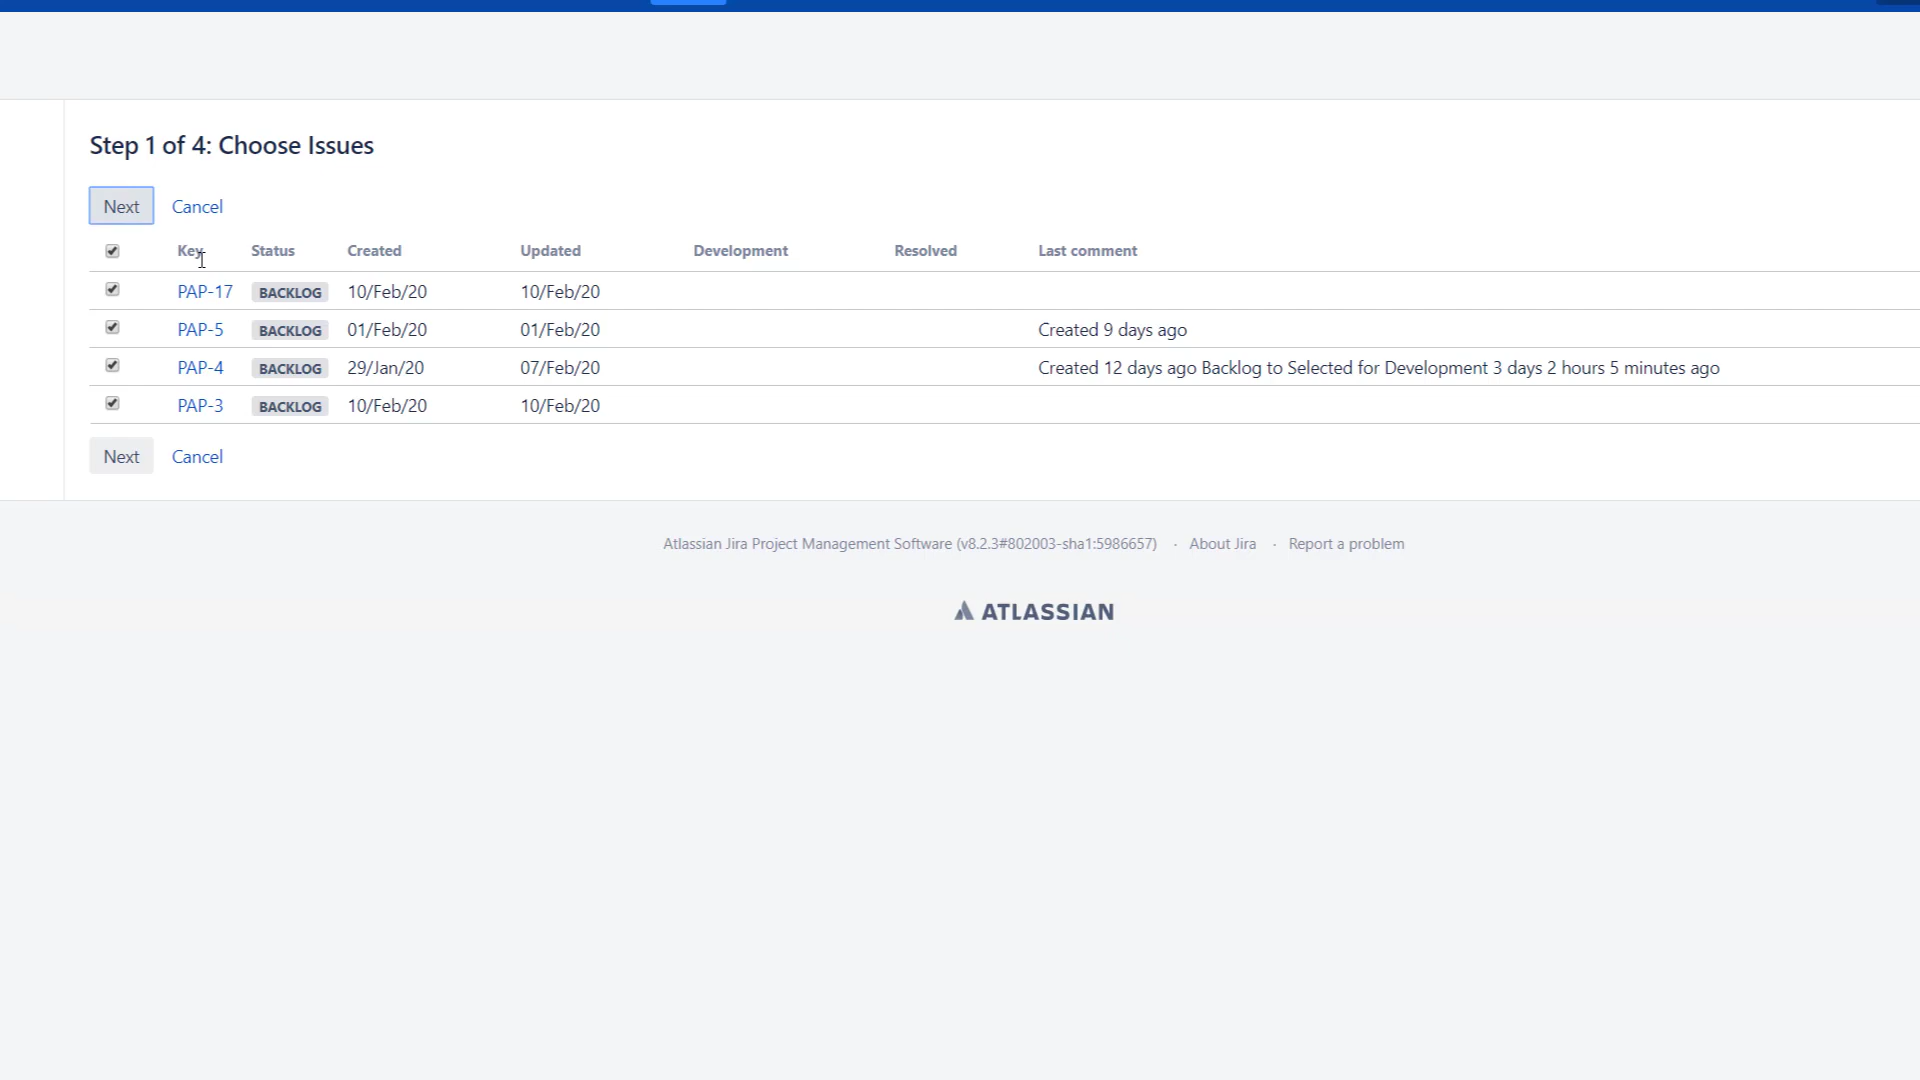 Step 1 of 4: Choose Issues
Next Cancel
Key Status Created Updated Development Resolved Last comment
PAP-17 BACKLOG 10/Feb/20 10/Feb/20
PAP-5 BACKLOG 01/Feb/20 01/Feb/20 Created 9 days ago
PAP-4 BACKLOG 29/Jan/20 07/Feb/20 Created 12 days ago Backlog to Selected for Development 3 days 2 hours 5 minutes ago
PAP-3 BACKLOG 10/Feb/20 10/Feb/20
Next Cancel
Atlassian Jira Project Management Software (v8.2.3#802003-sha1:5986657) · About Jira · Report a problem
ATLASSIAN